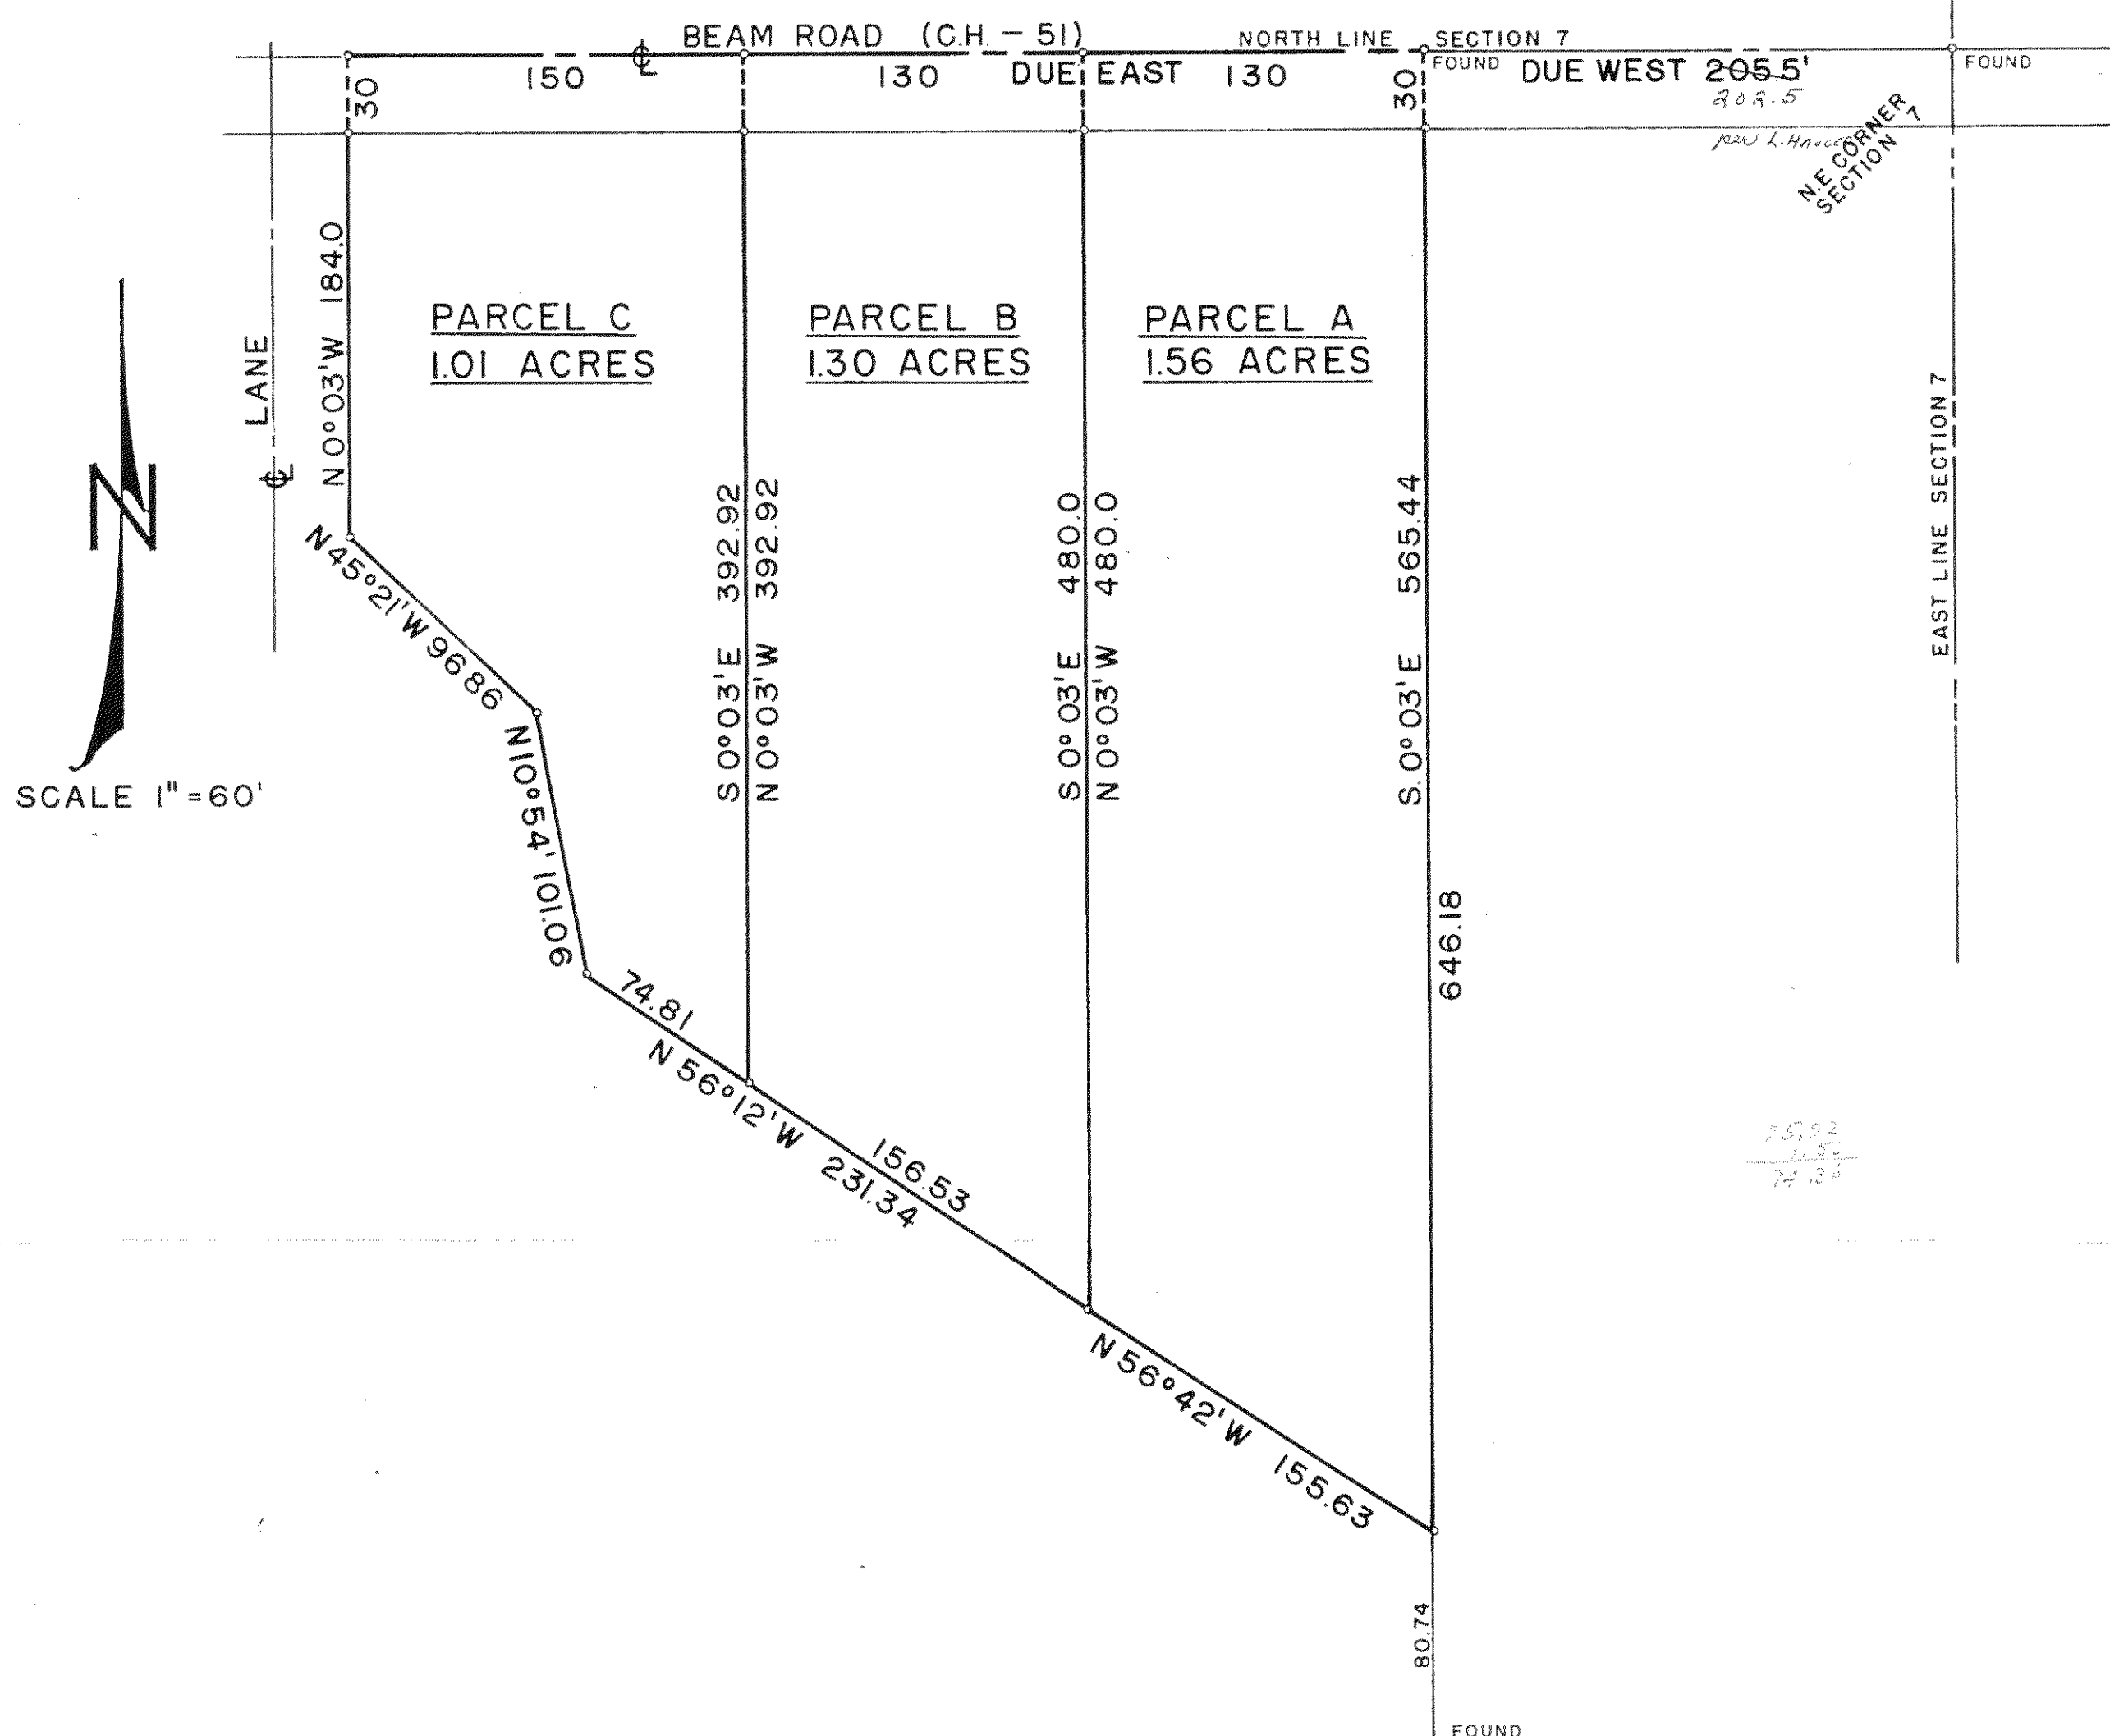 BEAM ROAD (C.H. - 51)
NORTH LINE SECTION 7
150
130
DUE EAST 130
FOUND
DUE WEST 205.5'
FOUND
30
30
202.5
per L.
N.E CORNER
SECTION 7
LANE
N 0° 03' W 184.0
PARCEL C
1.01 ACRES
PARCEL B
1.30 ACRES
PARCEL A
1.56 ACRES
EAST LINE SECTION 7
N
SCALE 1" = 60'
N 45° 21' W 96.86
N 10° 54' 101.06
S 0° 03' E 392.92
N 0° 03' W 392.92
S 0° 03' E 480.0
N 0° 03' W 480.0
S. 0° 03' E 565.44
646.18
74.81
N 56° 12' W 231.34
156.53
N 56° 42' W 155.63
80.74
FOUND